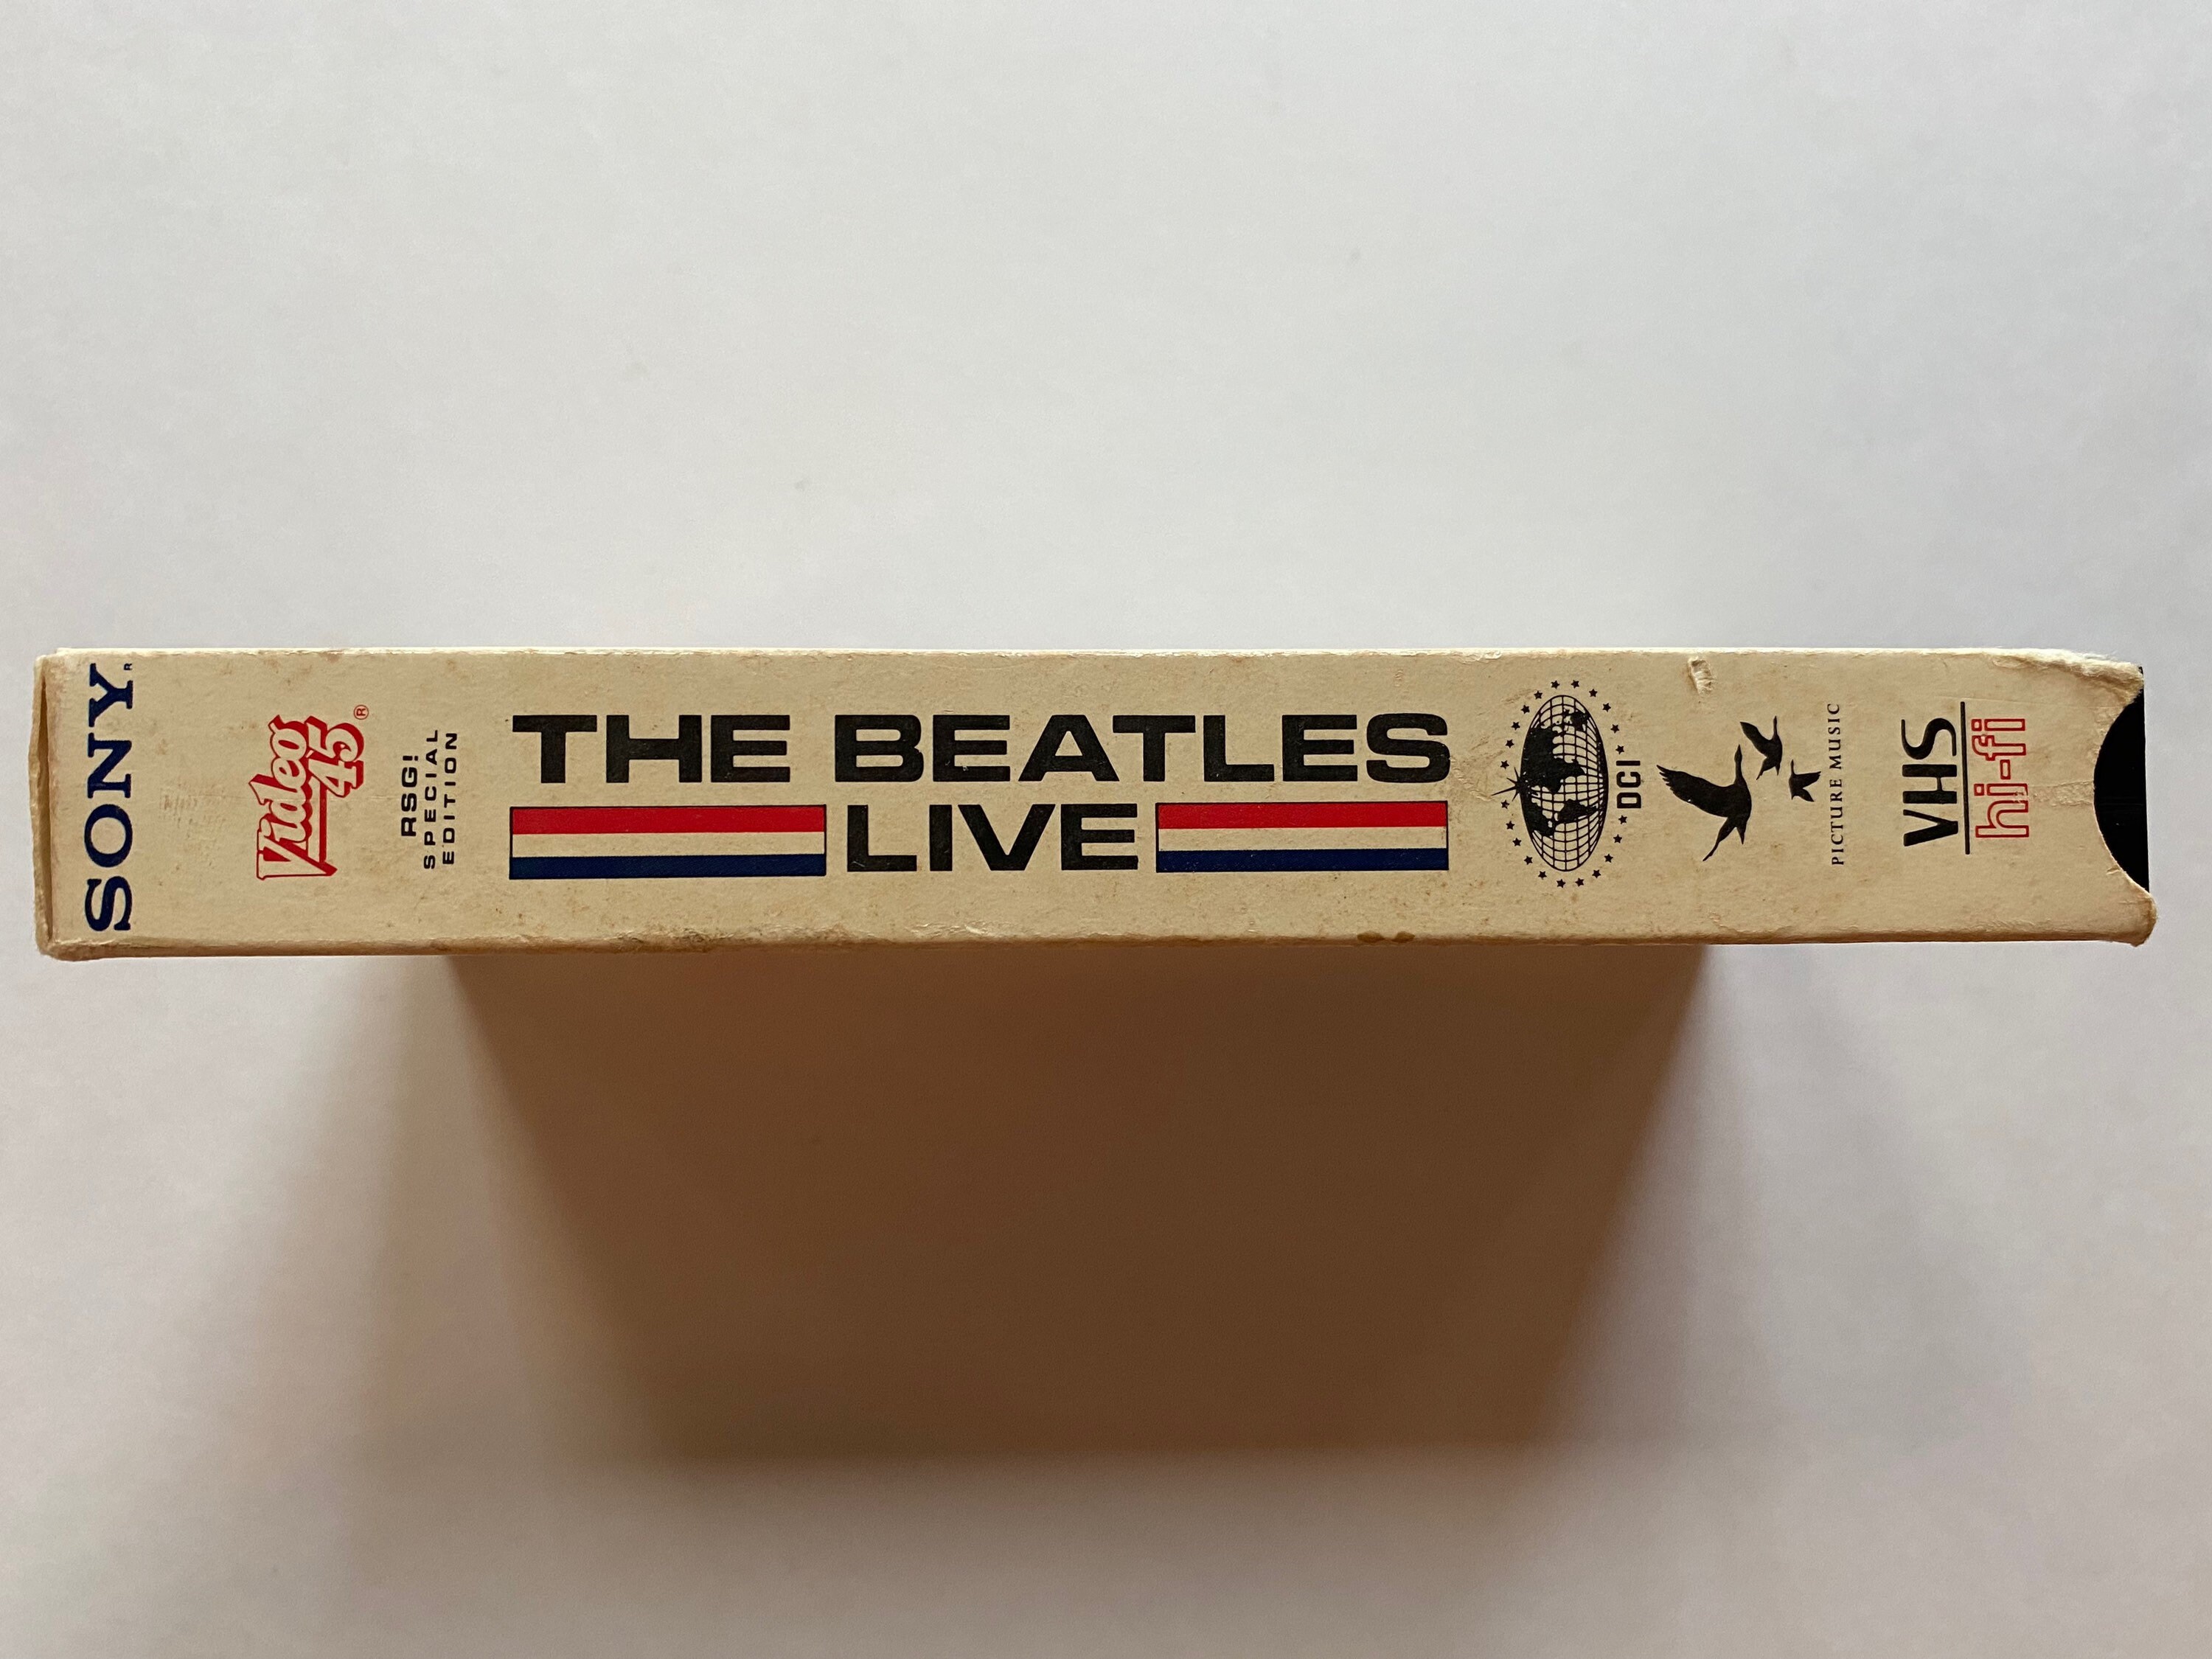 SONY®
Video 45®
RSG!
SPECIAL
EDITION
THE BEATLES
LIVE
DCI
PICTURE MUSIC
VHS
hi-fi